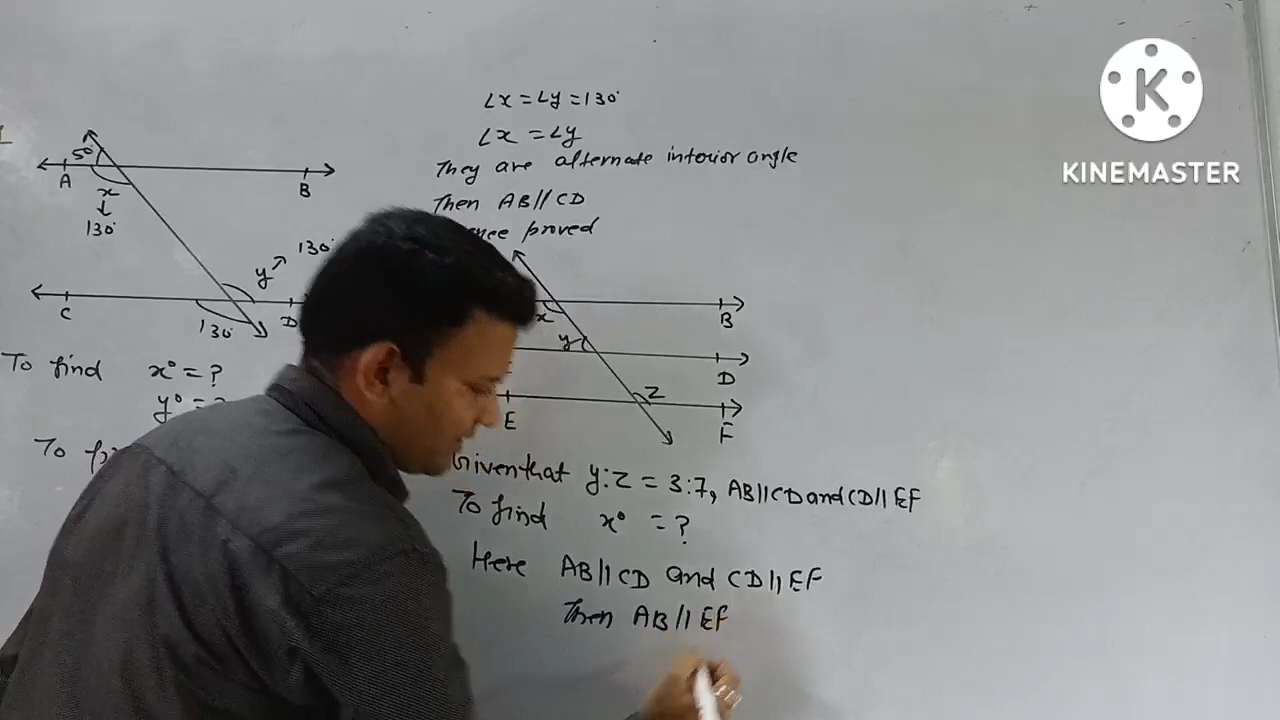 ∠x = ∠y = 130°
∠x = ∠y
They are alternate interior angle
Then AB//CD
proved
50
A
B
x
130°
130°
y
C
D
130°
To find x° = ?
y° =
To
x
B
y
D
E
Z
F
Given that y:Z = 3:7, AB//CD and CD//EF
To find x° = ?
Here AB//CD and CD//EF
Then AB//EF
K
KINEMASTER